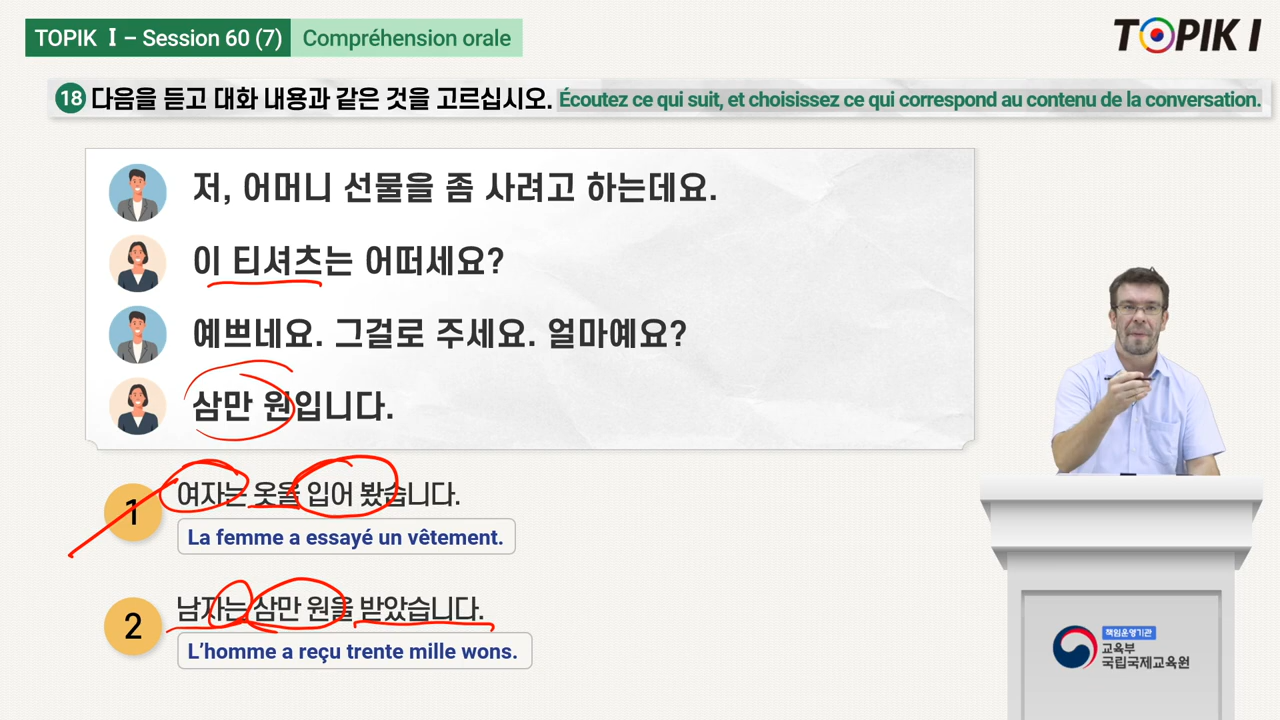 TOPIK I – Session 60 (7) Compréhension orale
TOPIK I
18 다음을 듣고 대화 내용과 같은 것을 고르십시오. Écoutez ce qui suit, et choisissez ce qui correspond au contenu de la conversation.
저, 어머니 선물을 좀 사려고 하는데요.
이 티셔츠는 어떠세요?
예쁘네요. 그걸로 주세요. 얼마예요?
삼만 원입니다.
1 여자는 옷을 입어 봤습니다.
La femme a essayé un vêtement.
2 남자는 삼만 원을 받았습니다.
L'homme a reçu trente mille wons.
책임운영기관
교육부
국립국제교육원